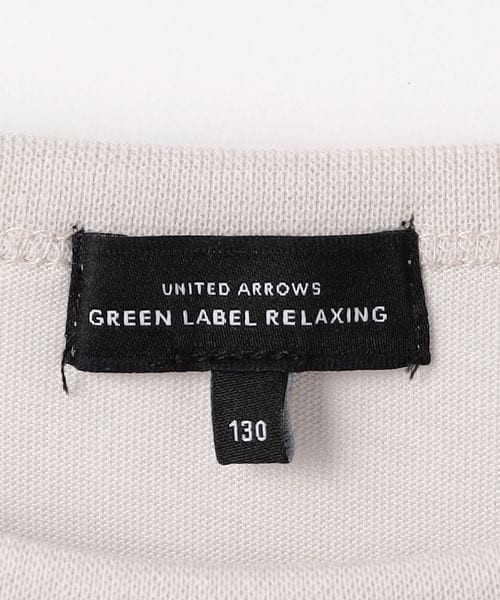 UNITED ARROWS
GREEN LABEL RELAXING
130